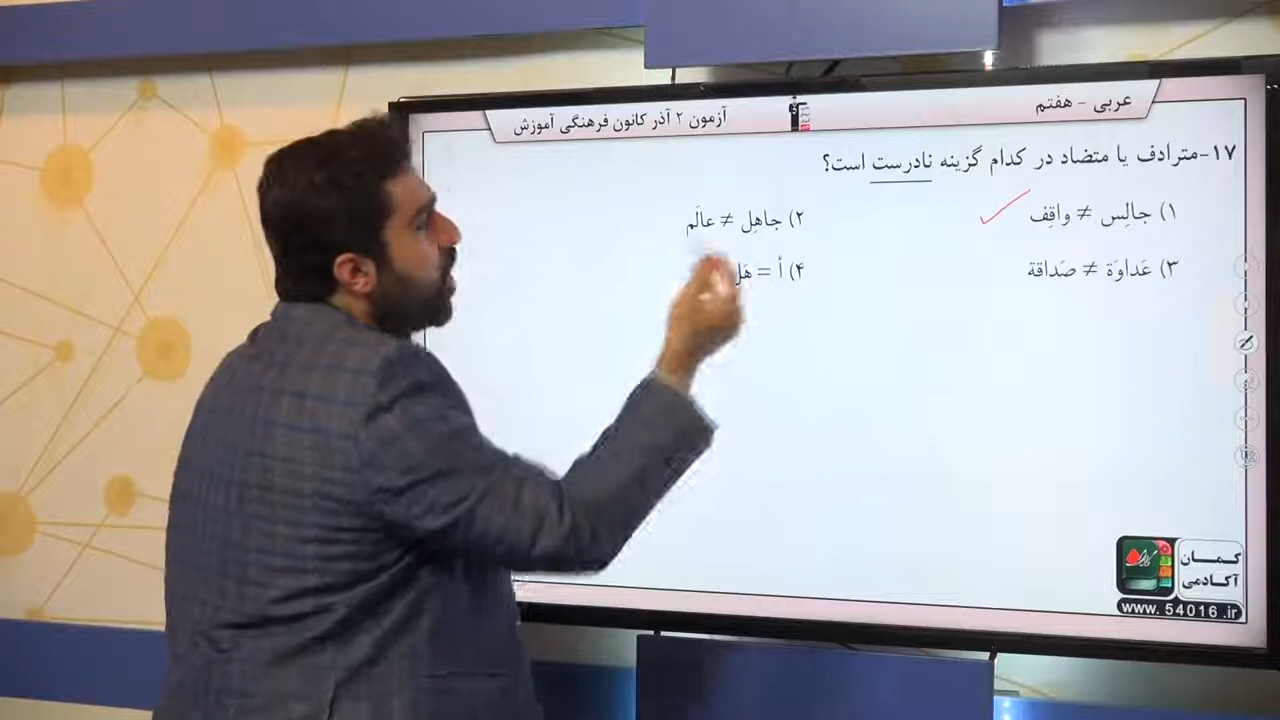 عربی - هفتم
آزمون ۲ آذر کانون فرهنگی آموزش
۱۷-مترادف یا متضاد در کدام گزینه نادرست است؟
۱) جالِس ≠ واقِف
۲) جاهِل ≠ عالَم
۳) عَداوَة ≠ صَداقة
۴) أ = هَل
کمان
آکادمی
www.54016.ir